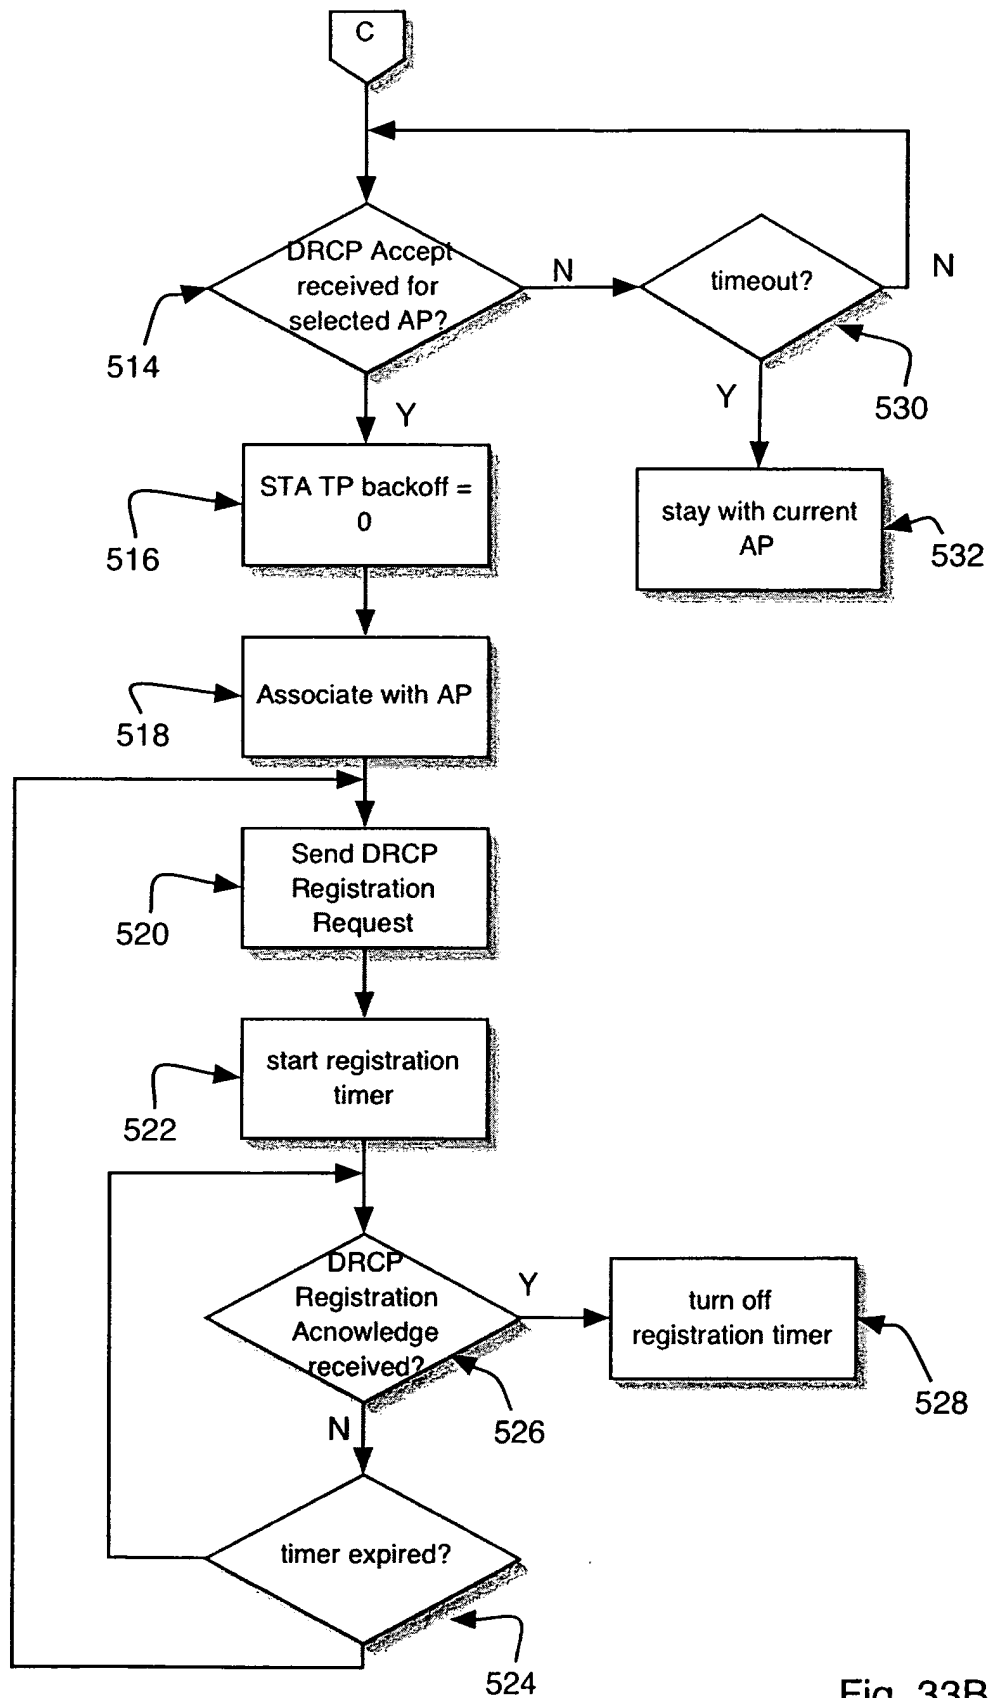 C
DRCP Accept
received for
selected AP?
N
timeout?
N
514
530
Y
Y
STA TP backoff =
0
516
stay with current
AP
532
Associate with AP
518
Send DRCP
Registration
Request
520
start registration
timer
522
DRCP
Registration
Acnowledge
received?
Y
turn off
registration timer
528
526
N
timer expired?
524
Fig. 33B